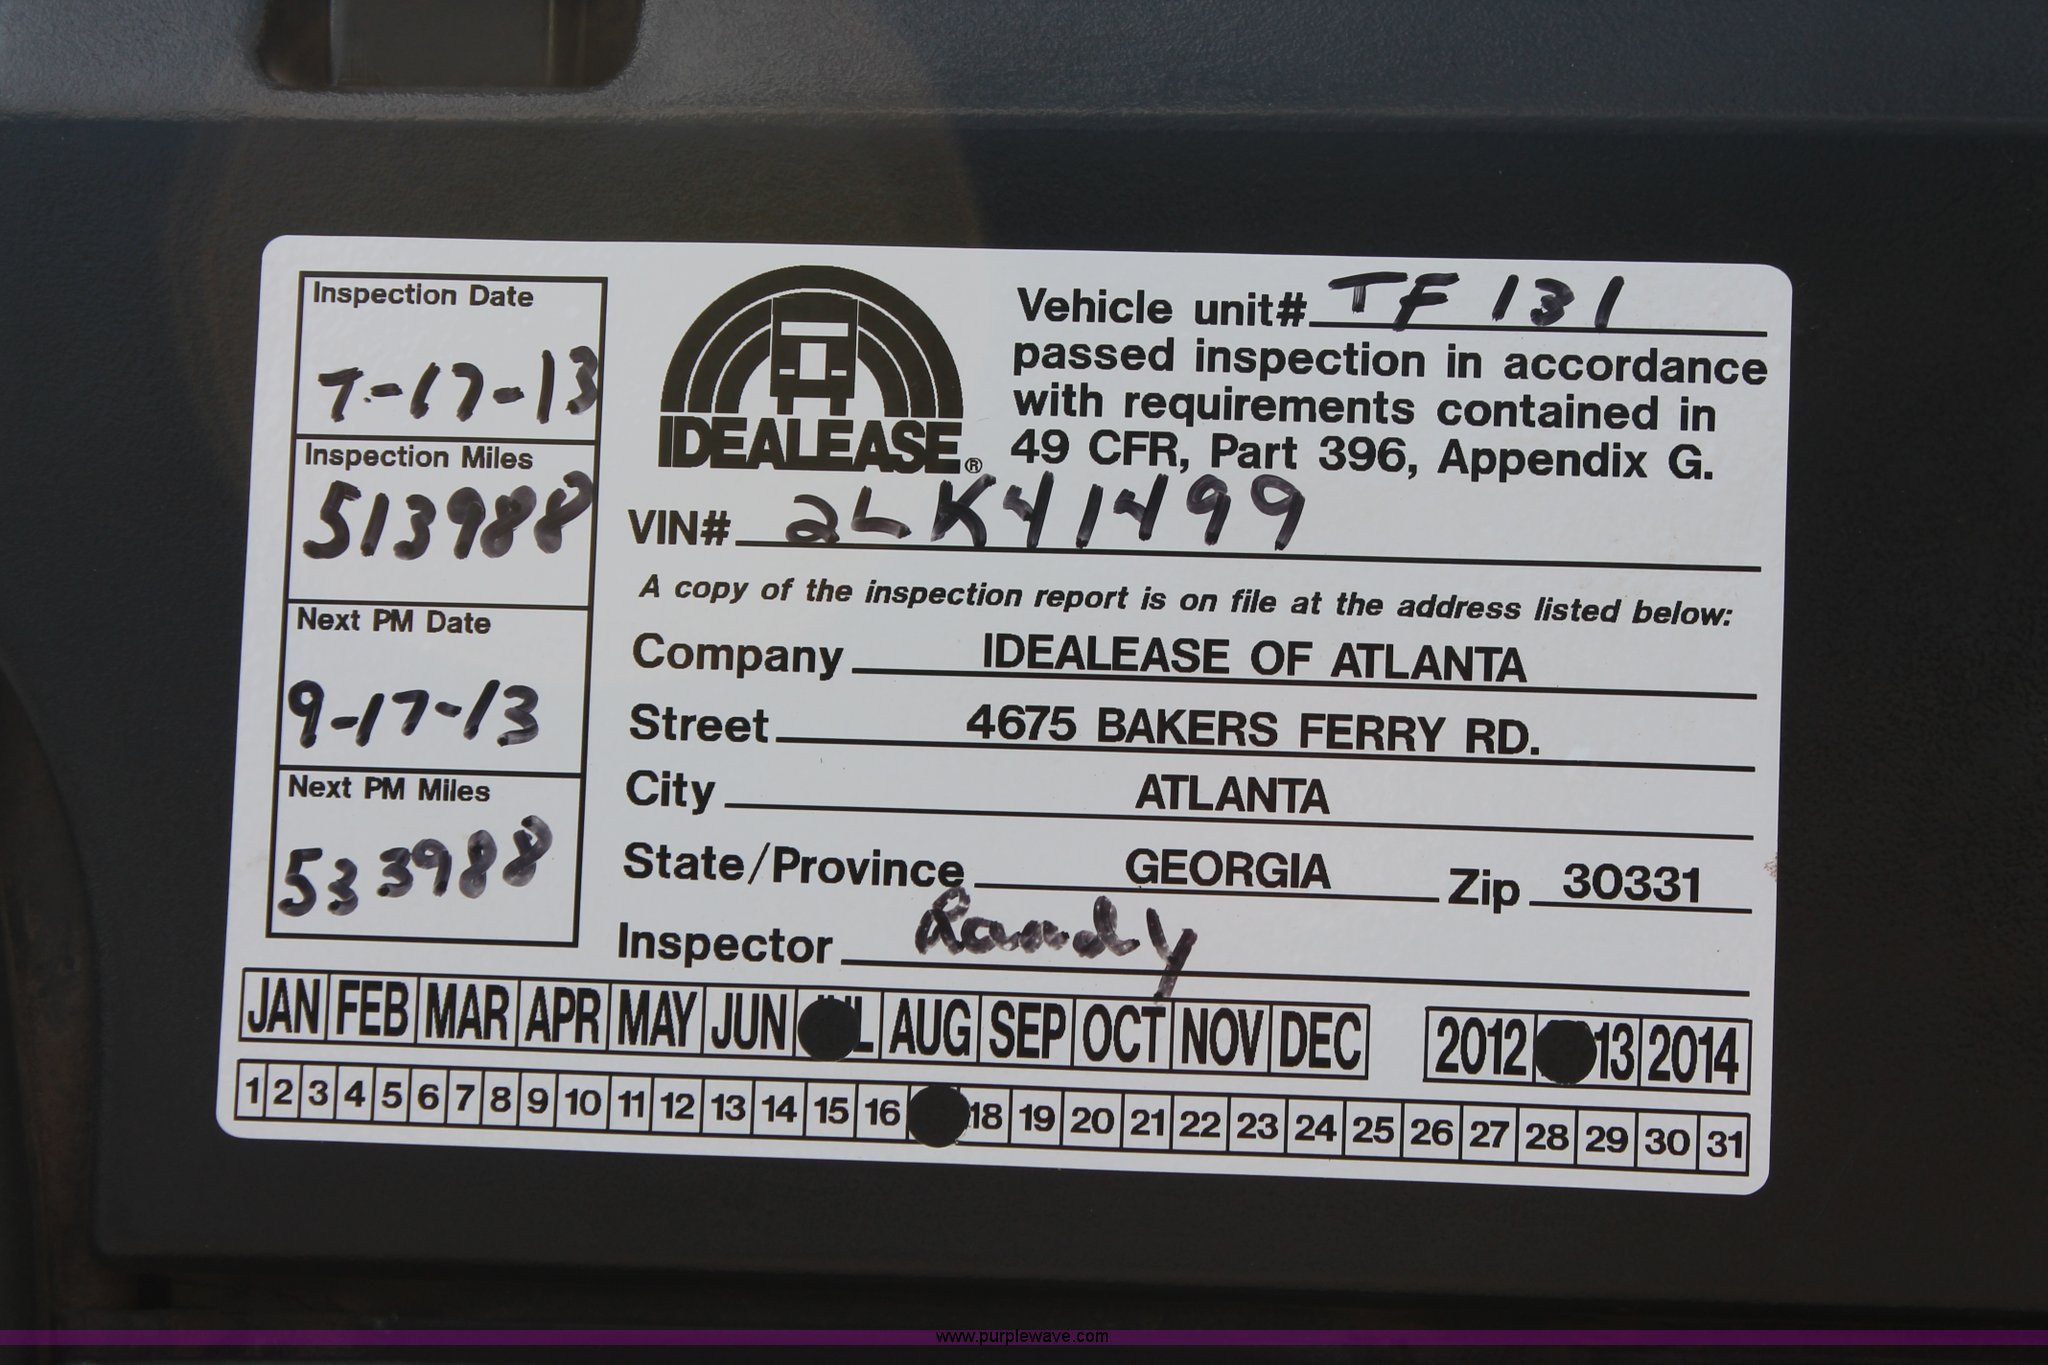 Inspection Date
7-17-13
Inspection Miles
513988
Next PM Date
9-17-13
Next PM Miles
533988
IDEALEASE®
Vehicle unit# TF 131
passed inspection in accordance
with requirements contained in
49 CFR, Part 396, Appendix G.
VIN# 2LK41499
A copy of the inspection report is on file at the address listed below:
Company IDEALEASE OF ATLANTA
Street 4675 BAKERS FERRY RD.
City ATLANTA
State/Province GEORGIA Zip 30331
Inspector Randy
JAN FEB MAR APR MAY JUN L AUG SEP OCT NOV DEC 2012 13 2014
1 2 3 4 5 6 7 8 9 10 11 12 13 14 15 16 18 19 20 21 22 23 24 25 26 27 28 29 30 31
www.purplewave.com